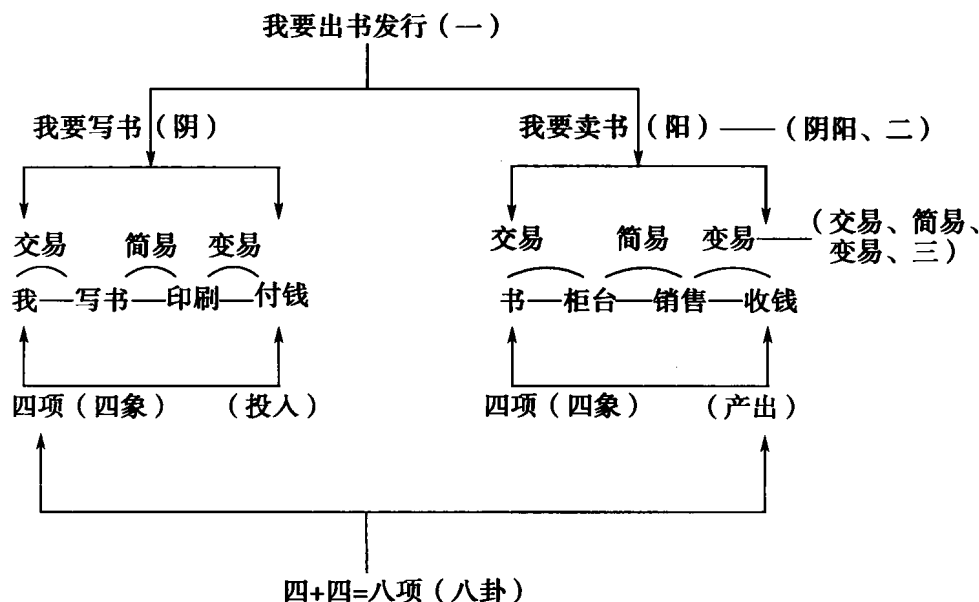 我要出书发行（一）
我要写书（阴） 我要卖书（阳）——（阴阳、二）
交易 简易 变易 交易 简易 变易——（交易、简易、
变易、三）
我—写书—印刷—付钱 书—柜台—销售—收钱
四项（四象） （投入） 四项（四象） （产出）
四+四=八项（八卦）